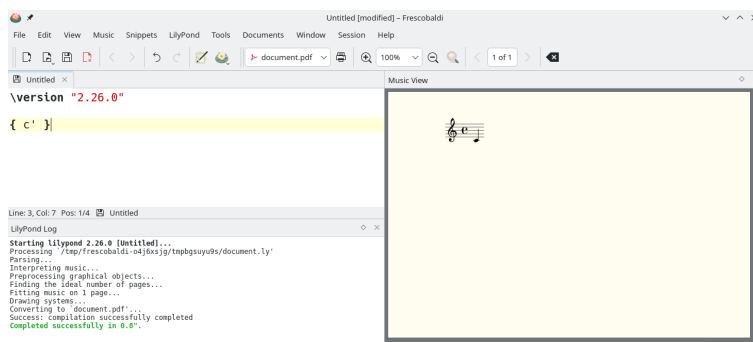 Untitled [modified] – Frescobaldi
File Edit View Music Snippets LilyPond Tools Documents Window Session Help
document.pdf 100% 1 of 1
Untitled
Music View
\version "2.26.0"
{ c' }
Line: 3, Col: 7 Pos: 1/4 Untitled
LilyPond Log
Starting lilypond 2.26.0 [Untitled]...
Processing `/tmp/frescobaldi-o4j6xsjg/tmpbgsuyu9s/document.ly'
Parsing...
Interpreting music...
Preprocessing graphical objects...
Finding the ideal number of pages...
Fitting music on 1 page...
Drawing systems...
Converting to `document.pdf'...
Success: compilation successfully completed
Completed successfully in 0.8".